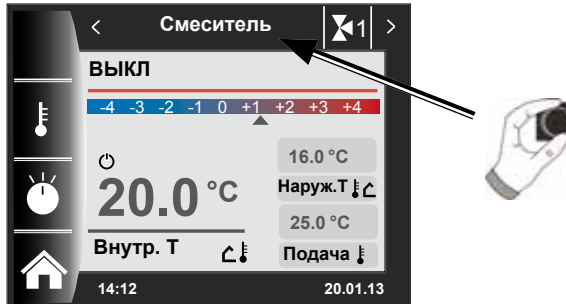 < Смеситель 1 >
ВЫКЛ
-4 -3 -2 -1 0 +1 +2 +3 +4
16.0 °C
20.0 °C
Наруж.Т
25.0 °C
Внутр. Т
Подача
14:12 20.01.13